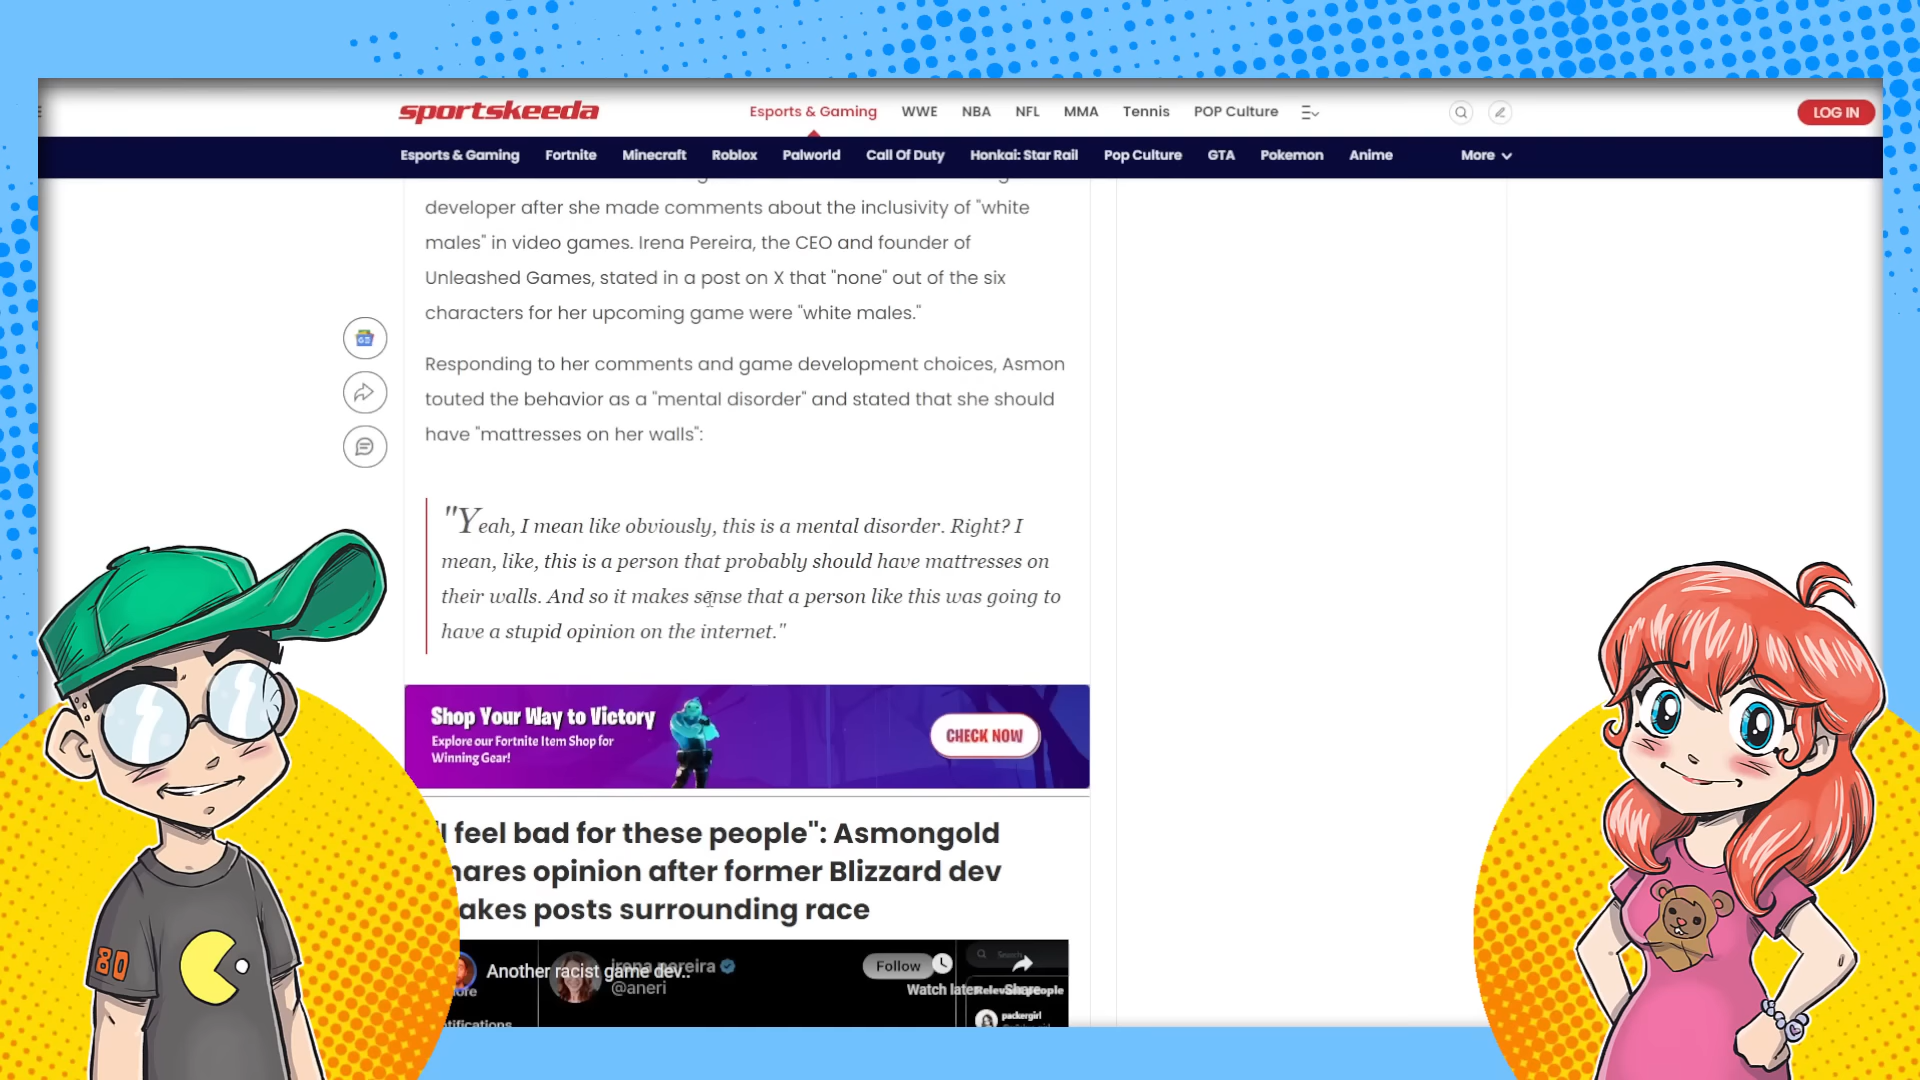 sportskeeda
Esports & Gaming WWE NBA NFL MMA Tennis POP Culture
LOG IN
Esports & Gaming Fortnite Minecraft Roblox Palworld Call Of Duty Honkai: Star Rail Pop Culture GTA Pokemon Anime More
developer after she made comments about the inclusivity of "white
males" in video games. Irena Pereira, the CEO and founder of
Unleashed Games, stated in a post on X that "none" out of the six
characters for her upcoming game were "white males."
Responding to her comments and game development choices, Asmon
touted the behavior as a "mental disorder" and stated that she should
have "mattresses on her walls":
"Yeah, I mean like obviously, this is a mental disorder. Right? I
mean, like, this is a person that probably should have mattresses on
their walls. And so it makes sense that a person like this was going to
have a stupid opinion on the internet."
Shop Your Way to Victory
Explore our Fortnite Item Shop for
Winning Gear!
CHECK NOW
I feel bad for these people": Asmongold
hares opinion after former Blizzard dev
akes posts surrounding race
Another racist game dev..
irena pereira
@aneri
Follow
Watch later
Share
Relevant people
packergirl
80